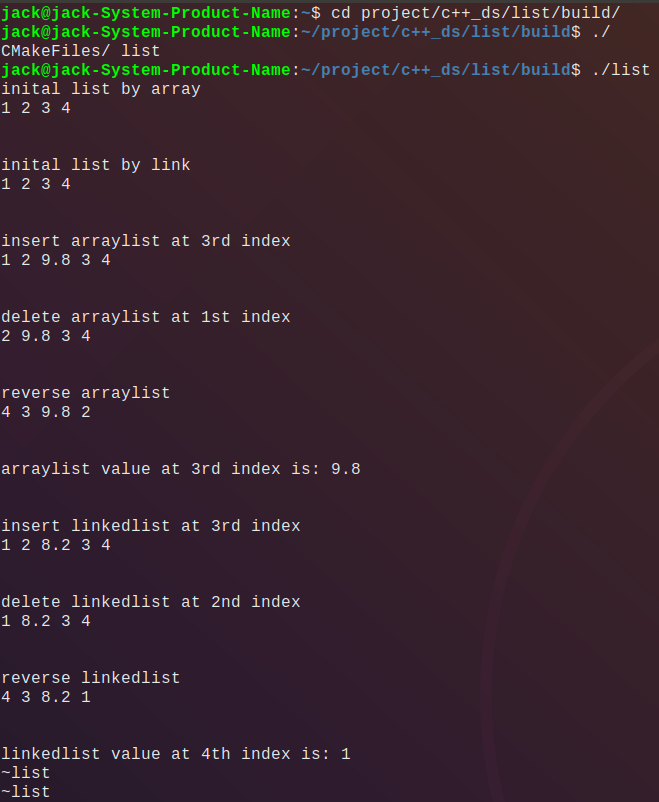 jack@jack-System-Product-Name:~$ cd project/c++_ds/list/build/
jack@jack-System-Product-Name:~/project/c++_ds/list/build$ ./
CMakeFiles/ list
jack@jack-System-Product-Name:~/project/c++_ds/list/build$ ./list
inital list by array
1 2 3 4
inital list by link
1 2 3 4
insert arraylist at 3rd index
1 2 9.8 3 4
delete arraylist at 1st index
2 9.8 3 4
reverse arraylist
4 3 9.8 2
arraylist value at 3rd index is: 9.8
insert linkedlist at 3rd index
1 2 8.2 3 4
delete linkedlist at 2nd index
1 8.2 3 4
reverse linkedlist
4 3 8.2 1
linkedlist value at 4th index is: 1
~list
~list